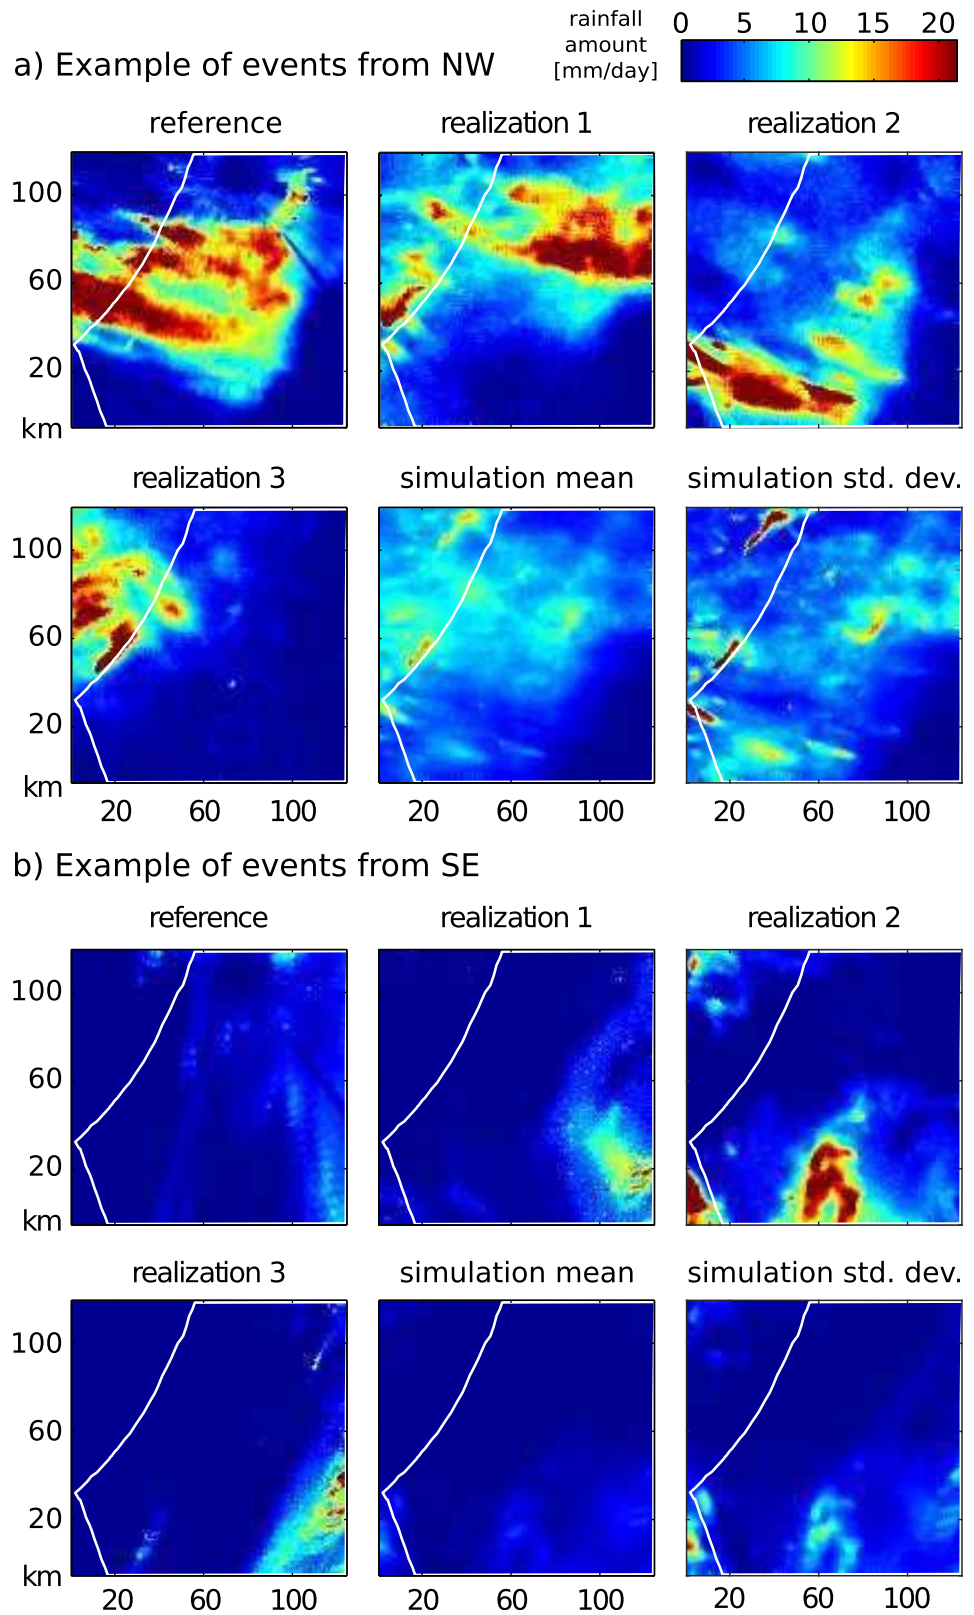 rainfall
amount
[mm/day]
0 5 10 15 20
a) Example of events from NW
reference
realization 1
realization 2
100
60
20
km
realization 3
simulation mean
simulation std. dev.
100
60
20
km
20 60 100
20 60 100
20 60 100
b) Example of events from SE
reference
realization 1
realization 2
100
60
20
km
realization 3
simulation mean
simulation std. dev.
100
60
20
km
20 60 100
20 60 100
20 60 100